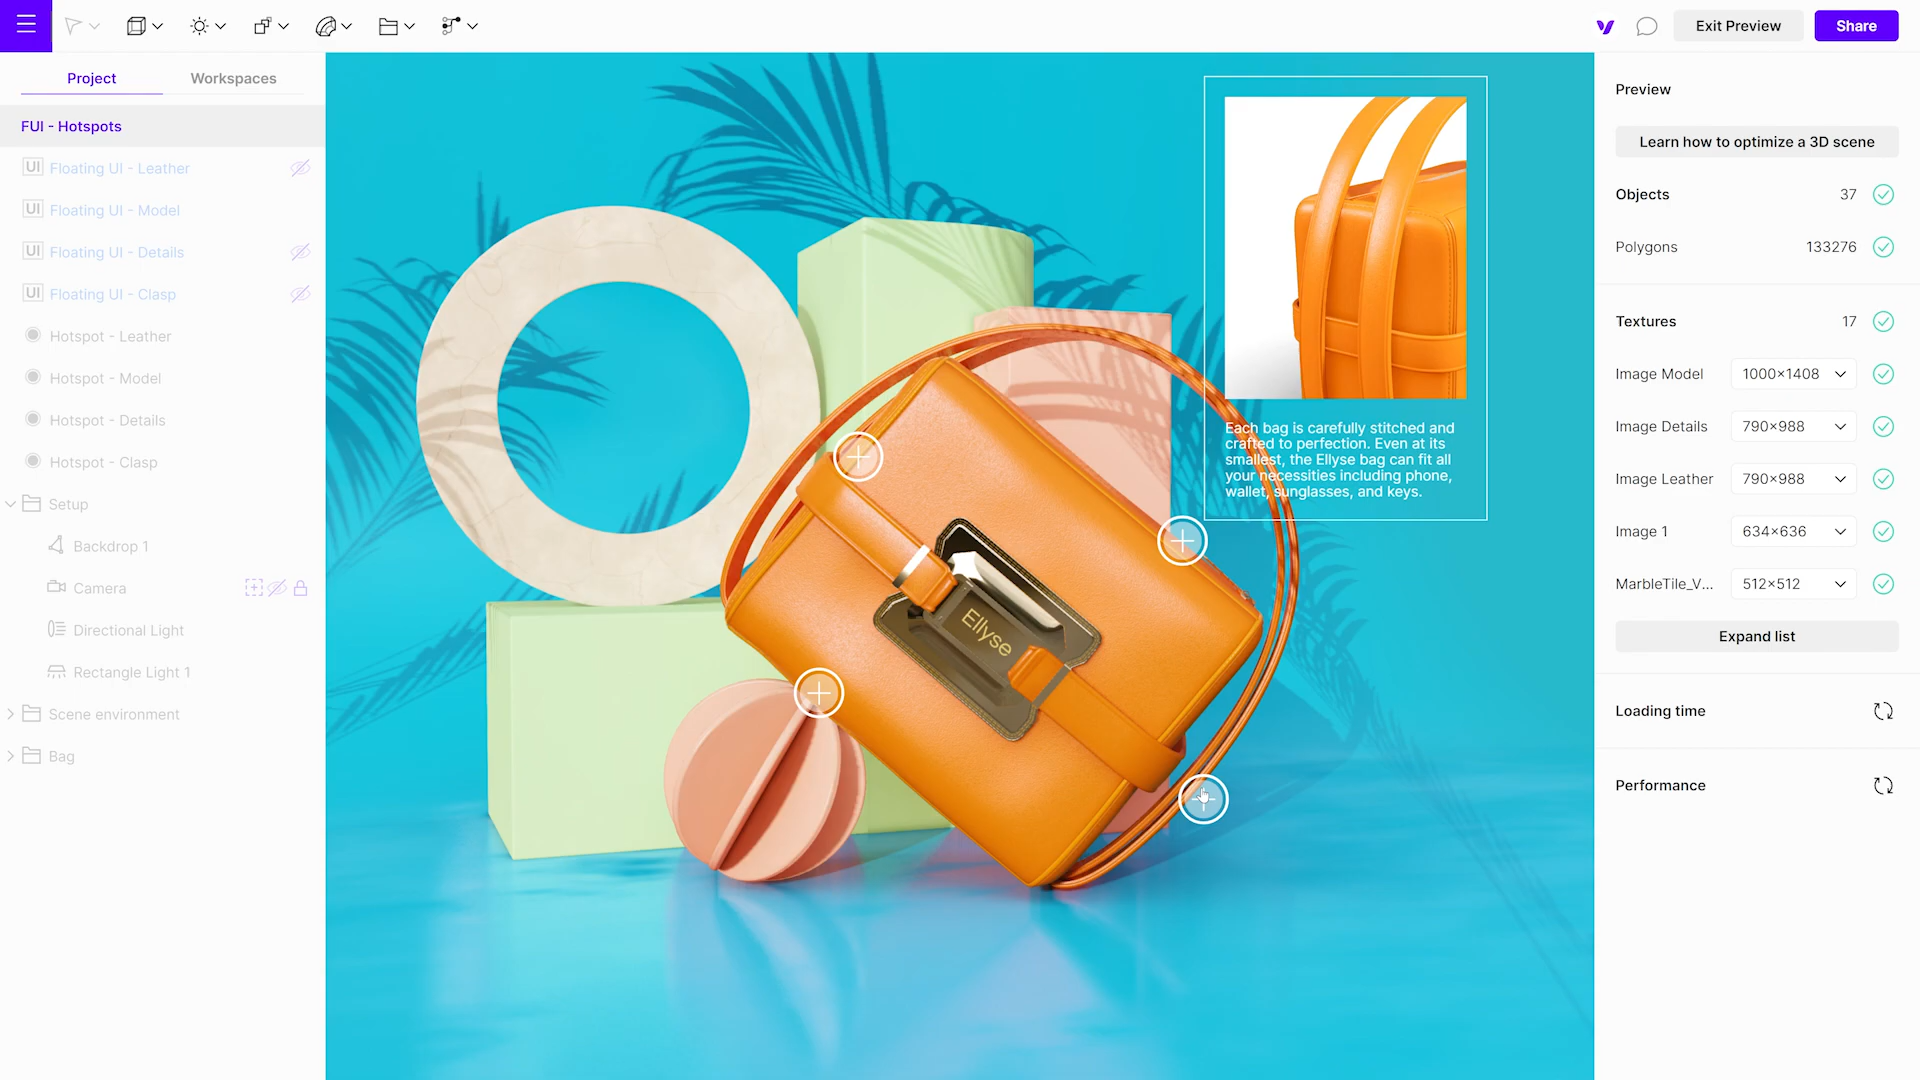 Exit Preview
Share
Project
Workspaces
FUI - Hotspots
UI Floating UI - Leather
UI Floating UI - Model
UI Floating UI - Details
UI Floating UI - Clasp
Hotspot - Leather
Hotspot - Model
Hotspot - Details
Hotspot - Clasp
Setup
Backdrop 1
Camera
Directional Light
Rectangle Light 1
Scene environment
Bag
Each bag is carefully stitched and
crafted to perfection. Even at its
smallest, the Ellyse bag can fit all
your necessities including phone,
wallet, sunglasses, and keys.
Ellyse
Preview
Learn how to optimize a 3D scene
Objects 37
Polygons 133276
Textures 17
Image Model 1000×1408
Image Details 790×988
Image Leather 790×988
Image 1 634×636
MarbleTile_V... 512×512
Expand list
Loading time
Performance